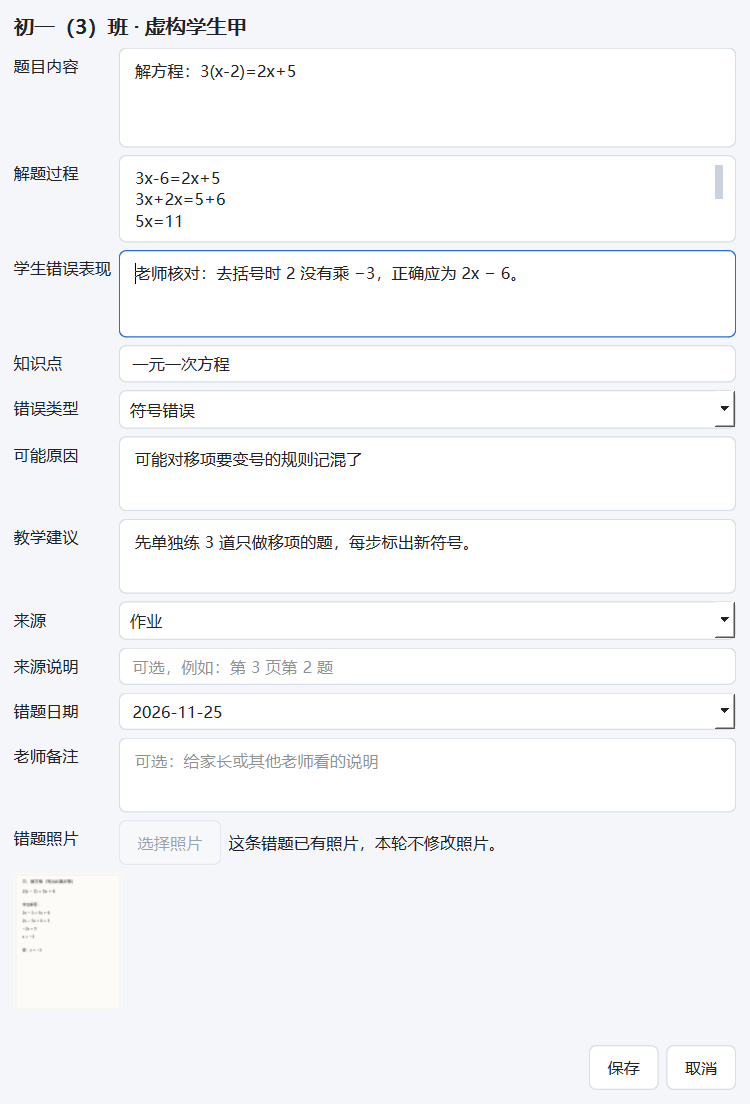 初一（3）班 · 虚构学生甲
题目内容
解方程：3(x-2)=2x+5
解题过程
3x-6=2x+5
3x+2x=5+6
5x=11
学生错误表现
老师核对：去括号时 2 没有乘 −3，正确应为 2x − 6。
知识点
一元一次方程
错误类型
符号错误
可能原因
可能对移项要变号的规则记混了
教学建议
先单独练 3 道只做移项的题，每步标出新符号。
来源
作业
来源说明
可选，例如：第 3 页第 2 题
错题日期
2026-11-25
老师备注
可选：给家长或其他老师看的说明
错题照片
选择照片 这条错题已有照片，本轮不修改照片。
保存 取消